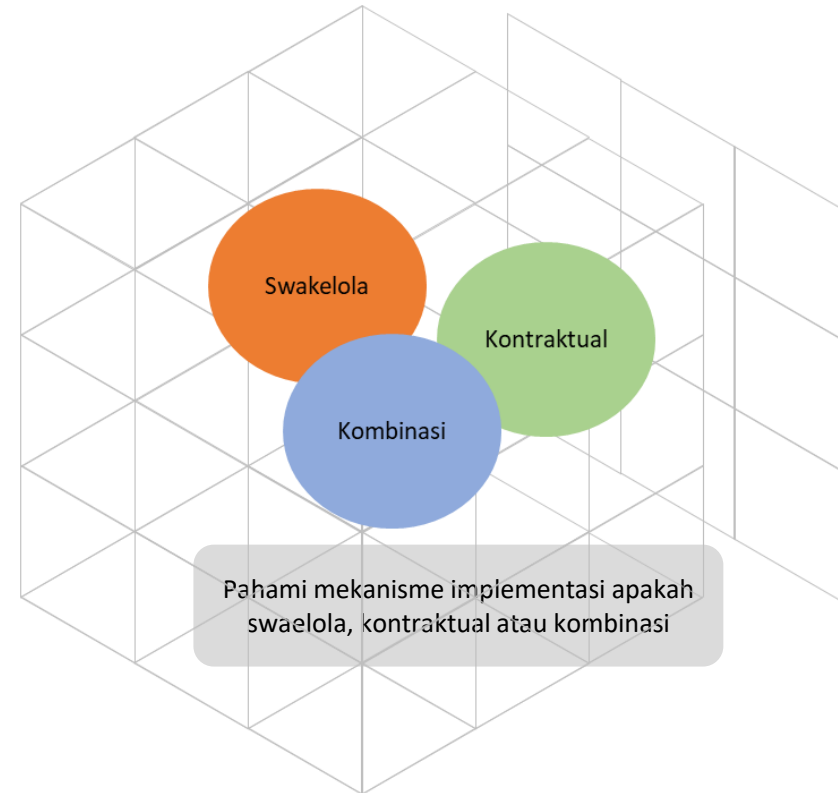 Swakelola
Kontraktual
Kombinasi
Pahami mekanisme implementasi apakah
swaelola, kontraktual atau kombinasi